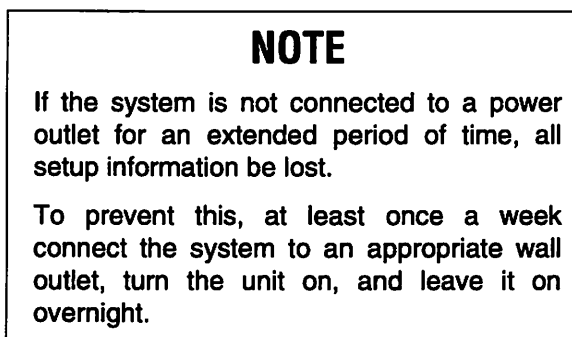 NOTE
If the system is not connected to a power
outlet for an extended period of time, all
setup information be lost.
To prevent this, at least once a week
connect the system to an appropriate wall
outlet, turn the unit on, and leave it on
overnight.